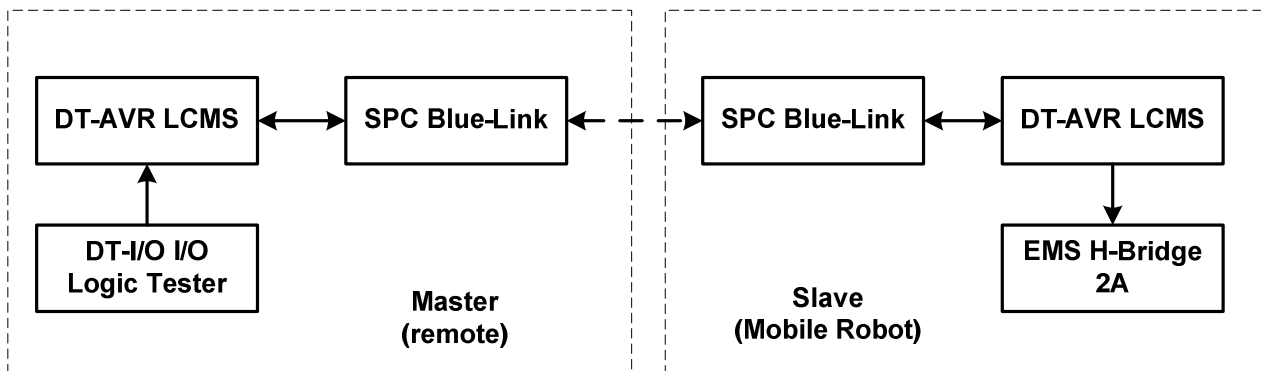 DT-AVR LCMS
SPC Blue-Link
SPC Blue-Link
DT-AVR LCMS
DT-I/O I/O
Logic Tester
EMS H-Bridge
2A
Master
(remote)
Slave
(Mobile Robot)